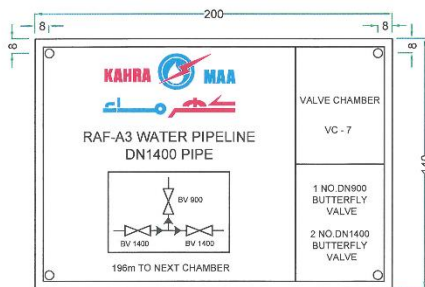 200
8
8
8
8
KAHRA MAA
RAF-A3 WATER PIPELINE
DN1400 PIPE
BV 900
BV 1400
BV 1400
196m TO NEXT CHAMBER
VALVE CHAMBER
VC - 7
1 NO.DN900
BUTTERFLY
VALVE
2 NO.DN1400
BUTTERFLY
VALVE